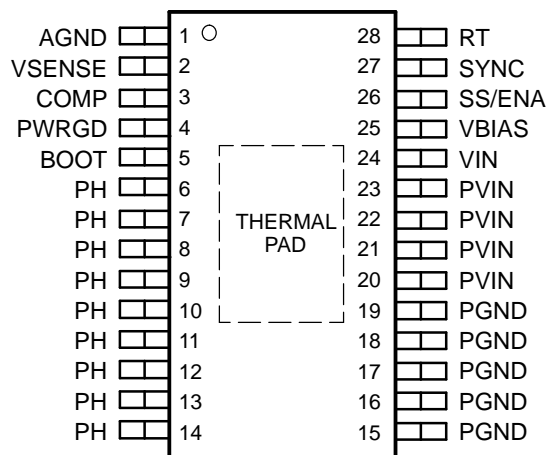 AGND 1 28 RT
VSENSE 2 27 SYNC
COMP 3 26 SS/ENA
PWRGD 4 25 VBIAS
BOOT 5 24 VIN
PH 6 23 PVIN
PH 7 22 PVIN
PH 8 21 PVIN
PH 9 20 PVIN
PH 10 19 PGND
PH 11 18 PGND
PH 12 17 PGND
PH 13 16 PGND
PH 14 15 PGND
THERMAL
PAD